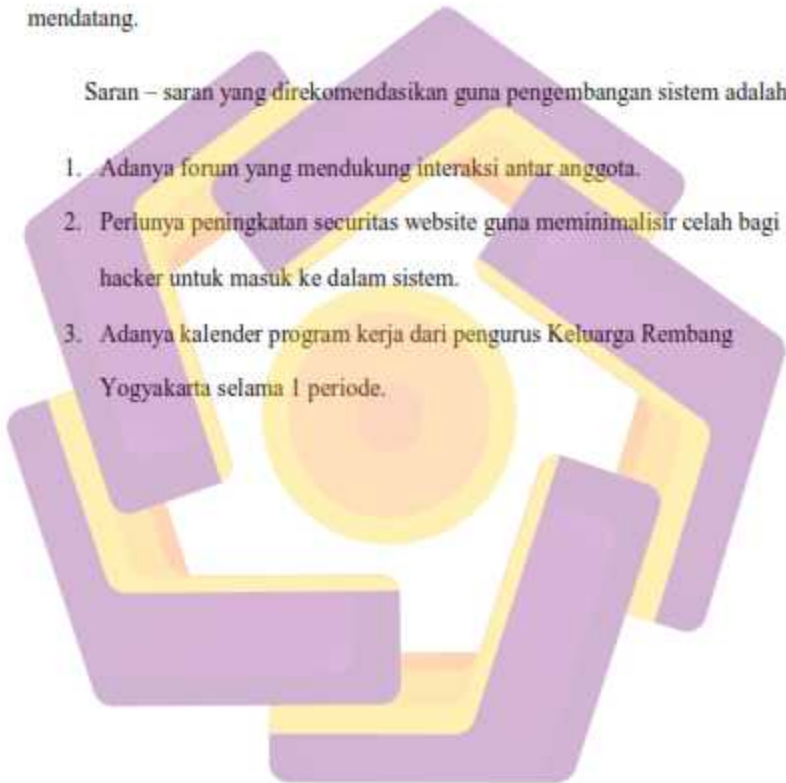 mendatang.
Saran – saran yang direkomendasikan guna pengembangan sistem adalah
1. Adanya forum yang mendukung interaksi antar anggota.
2. Perlunya peningkatan securitas website guna meminimalisir celah bagi
hacker untuk masuk ke dalam sistem.
3. Adanya kalender program kerja dari pengurus Keluarga Rembang
Yogyakarta selama 1 periode.